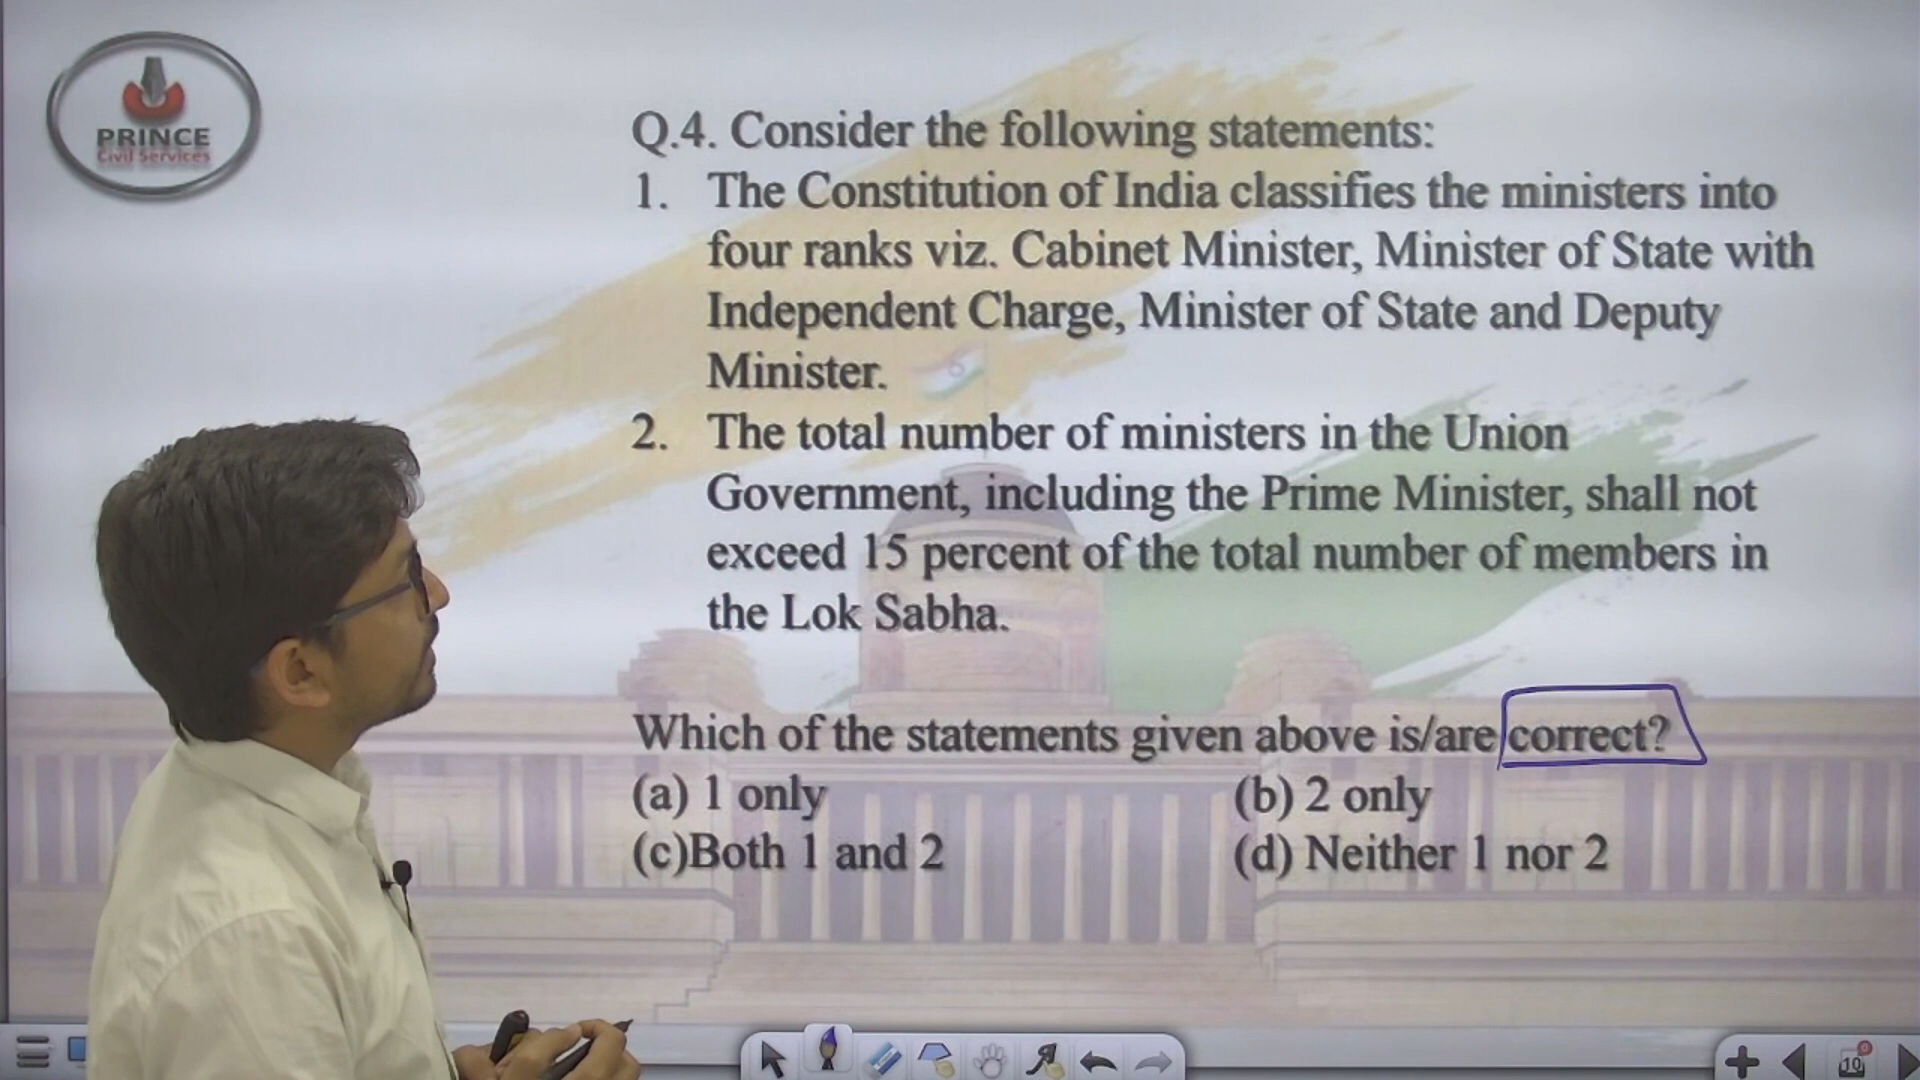 PRINCE
Civil Services
Q.4. Consider the following statements:
1. The Constitution of India classifies the ministers into
four ranks viz. Cabinet Minister, Minister of State with
Independent Charge, Minister of State and Deputy
Minister.
2. The total number of ministers in the Union
Government, including the Prime Minister, shall not
exceed 15 percent of the total number of members in
the Lok Sabha.
Which of the statements given above is/are correct?
(a) 1 only (b) 2 only
(c)Both 1 and 2 (d) Neither 1 nor 2
10